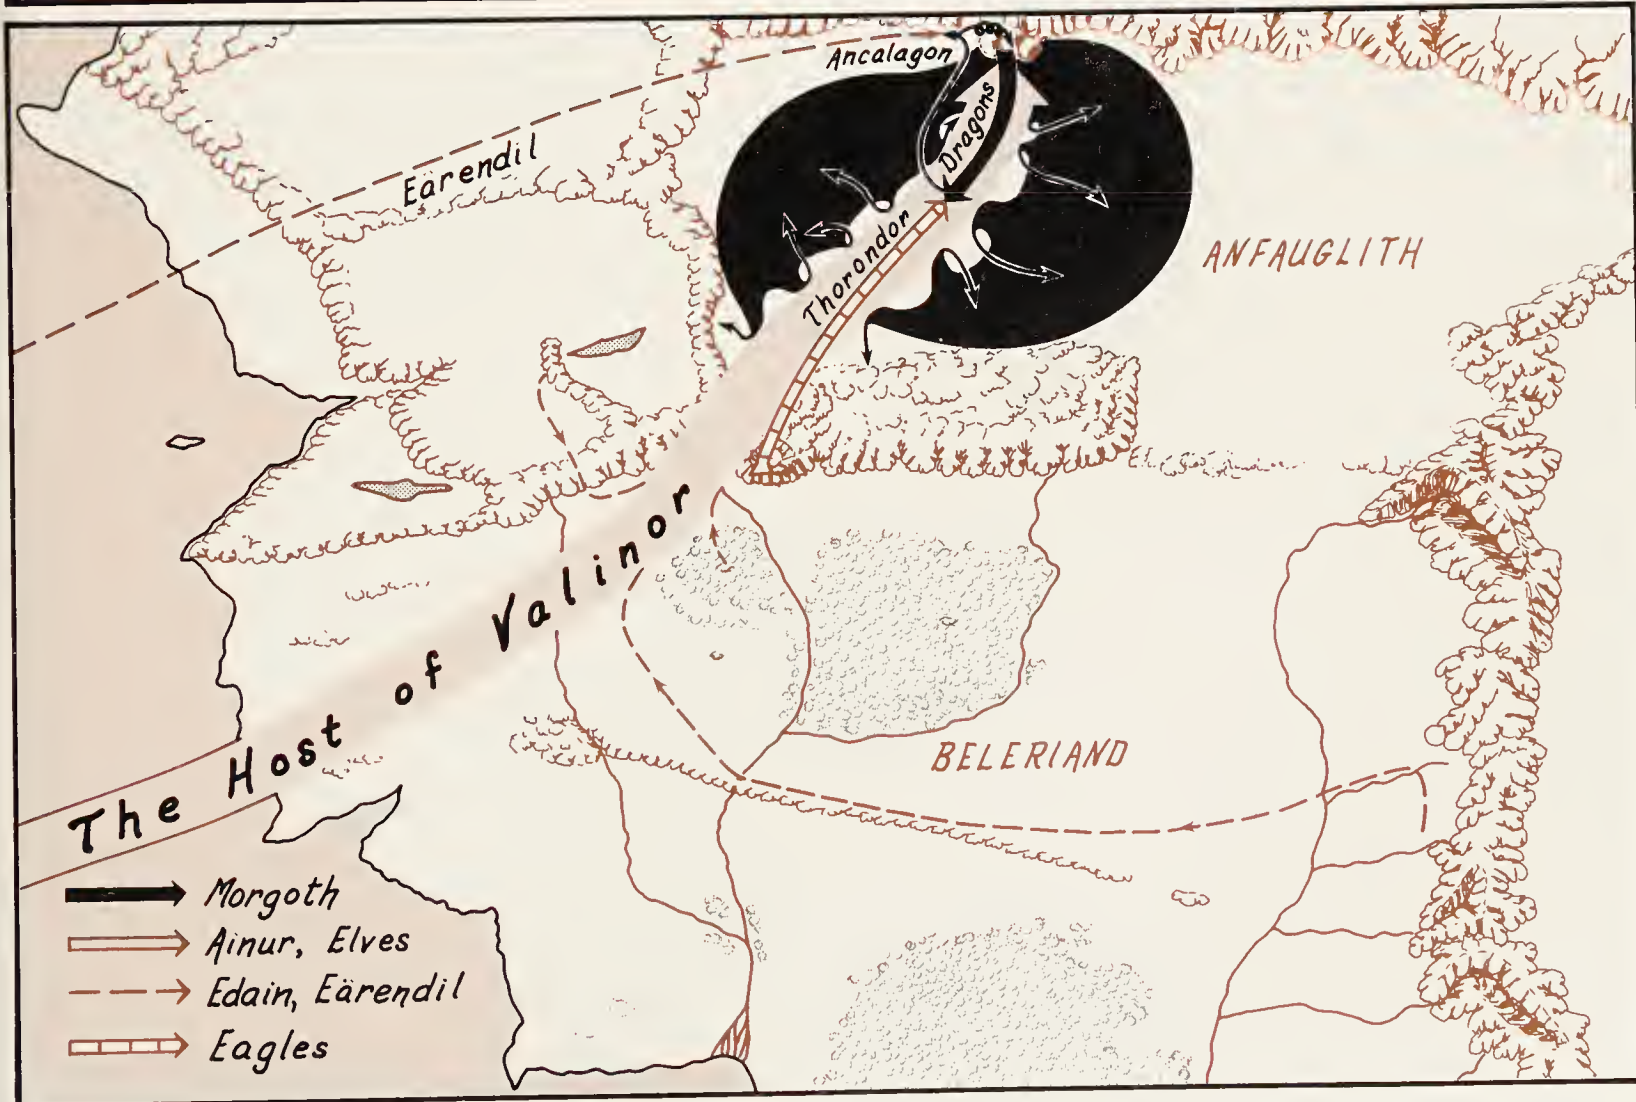 Ancalagon
Dragons
Eärendil
Thorondor
ANFAUGLITH
The Host of Valinor
BELERIAND
Morgoth
Ainur, Elves
Edain, Eärendil
Eagles